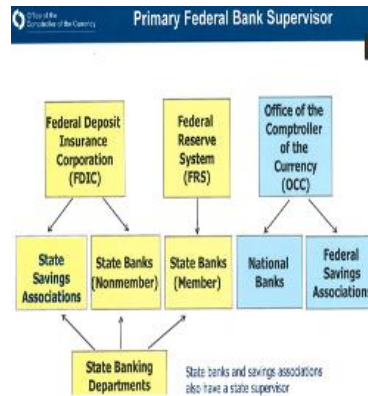 Office of the
Comptroller of the Currency
Primary Federal Bank Supervisor
Federal Deposit
Insurance
Corporation
(FDIC)
Federal
Reserve
System
(FRS)
Office of the
Comptroller
of the
Currency
(OCC)
State
Savings
Associations
State Banks
(Nonmember)
State Banks
(Member)
National
Banks
Federal
Savings
Association
State Banking
Departments
State banks and savings associations
also have a state supervisor